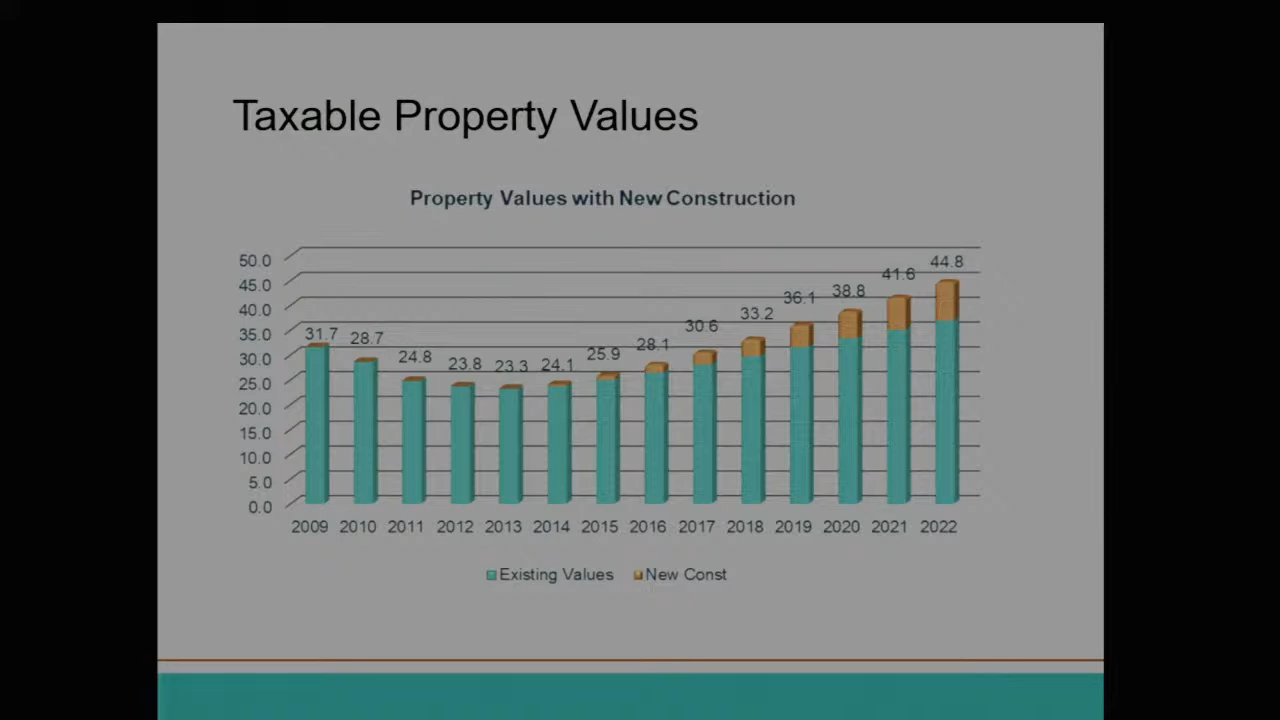 Taxable Property Values
Property Values with New Construction
50.0
45.0
40.0
35.0
30.0
25.0
20.0
15.0
10.0
5.0
0.0
31.7 28.7 24.8 23.8 23.3 24.1 25.9 28.1 30.6 33.2 36.1 38.8 41.6 44.8
2009 2010 2011 2012 2013 2014 2015 2016 2017 2018 2019 2020 2021 2022
Existing Values New Const